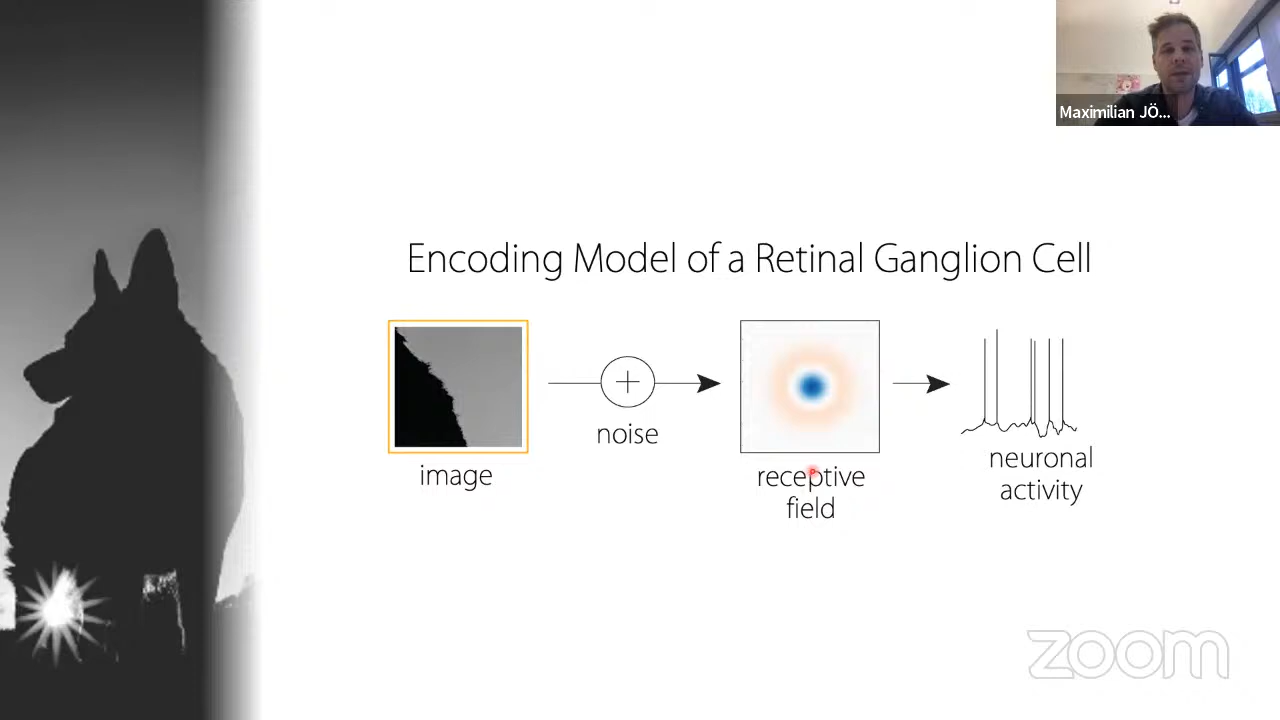 Maximilian JÖ...
Encoding Model of a Retinal Ganglion Cell
image
noise
receptive
field
neuronal
activity
zoom